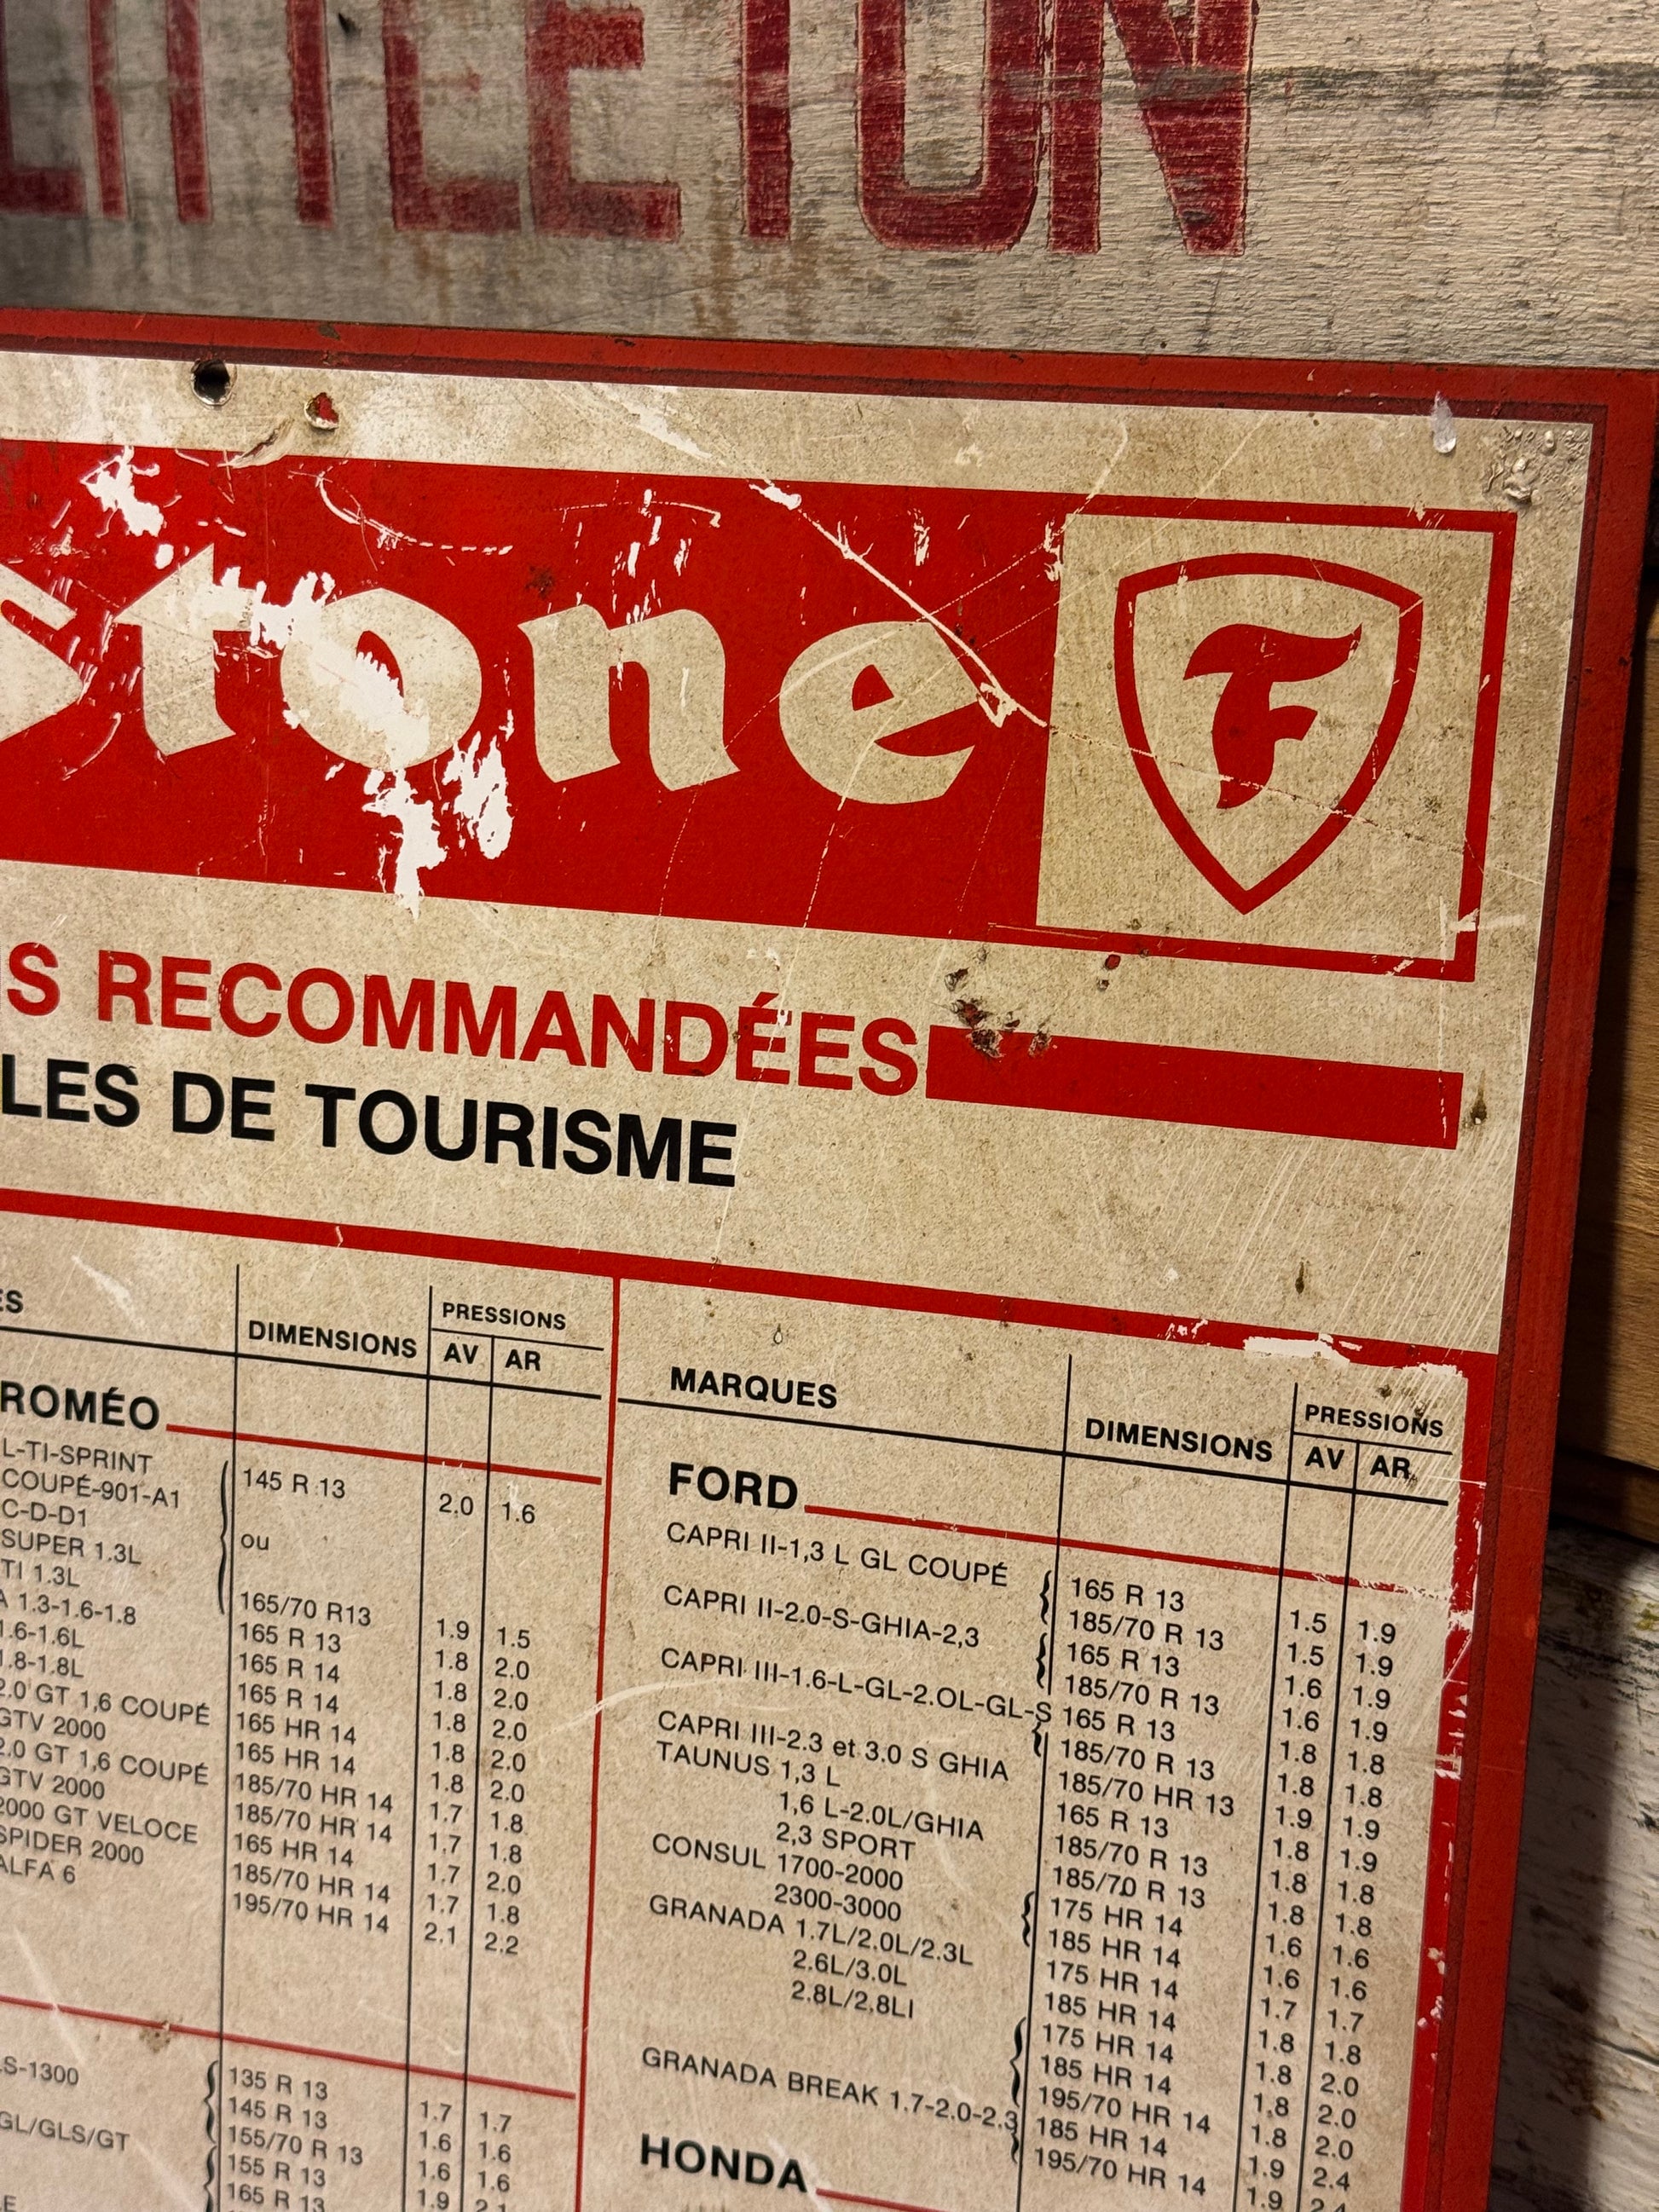 LITTLETON
stone
F
S RECOMMANDÉES
LES DE TOURISME
ES DIMENSIONS PRESSIONS
AV AR
ROMÉO
L-TI-SPRINT
COUPÉ-901-A1 145 R 13
C-D-D1 2.0 1.6
SUPER 1.3L ou
TI 1.3L
A 1.3-1.6-1.8 165/70 R13
1.6-1.6L 165 R 13 1.9 1.5
1.8-1.8L 165 R 14 1.8 2.0
2.0 GT 1,6 COUPÉ 165 R 14 1.8 2.0
GTV 2000 165 HR 14 1.8 2.0
2.0 GT 1,6 COUPÉ 165 HR 14 1.8 2.0
GTV 2000 185/70 HR 14 1.8 2.0
2000 GT VELOCE 185/70 HR 14 1.7 1.8
SPIDER 2000 165 HR 14 1.7 1.8
ALFA 6 185/70 HR 14 1.7 2.0
195/70 HR 14 1.7 1.8
2.1 2.2
LS-1300 135 R 13
145 R 13 1.7 1.7
GL/GLS/GT 155/70 R 13 1.6 1.6
155 R 13 1.6 1.6
165 R 13 1.9 2.1
MARQUES DIMENSIONS PRESSIONS
AV AR
FORD
CAPRI II-1,3 L GL COUPÉ 165 R 13
185/70 R 13 1.5 1.9
CAPRI II-2.0-S-GHIA-2,3 165 R 13 1.5 1.9
185/70 R 13 1.6 1.9
CAPRI III-1.6-L-GL-2.OL-GL-S 165 R 13 1.6 1.9
185/70 R 13 1.8 1.8
CAPRI III-2.3 et 3.0 S GHIA 185/70 HR 13 1.8 1.8
TAUNUS 1,3 L 165 R 13 1.9 1.9
1,6 L-2.0L/GHIA 185/70 R 13 1.8 1.9
2,3 SPORT 185/70 R 13 1.8 1.8
CONSUL 1700-2000 175 HR 14 1.8 1.8
2300-3000 185 HR 14 1.6 1.6
GRANADA 1.7L/2.0L/2.3L 175 HR 14 1.6 1.6
2.6L/3.0L 185 HR 14 1.7 1.7
2.8L/2.8LI 175 HR 14 1.8 1.8
185 HR 14 1.8 2.0
195/70 HR 14 1.8 2.0
GRANADA BREAK 1.7-2.0-2.3 185 HR 14 1.8 2.0
195/70 HR 14 1.9 2.4
1.9 2.4
HONDA